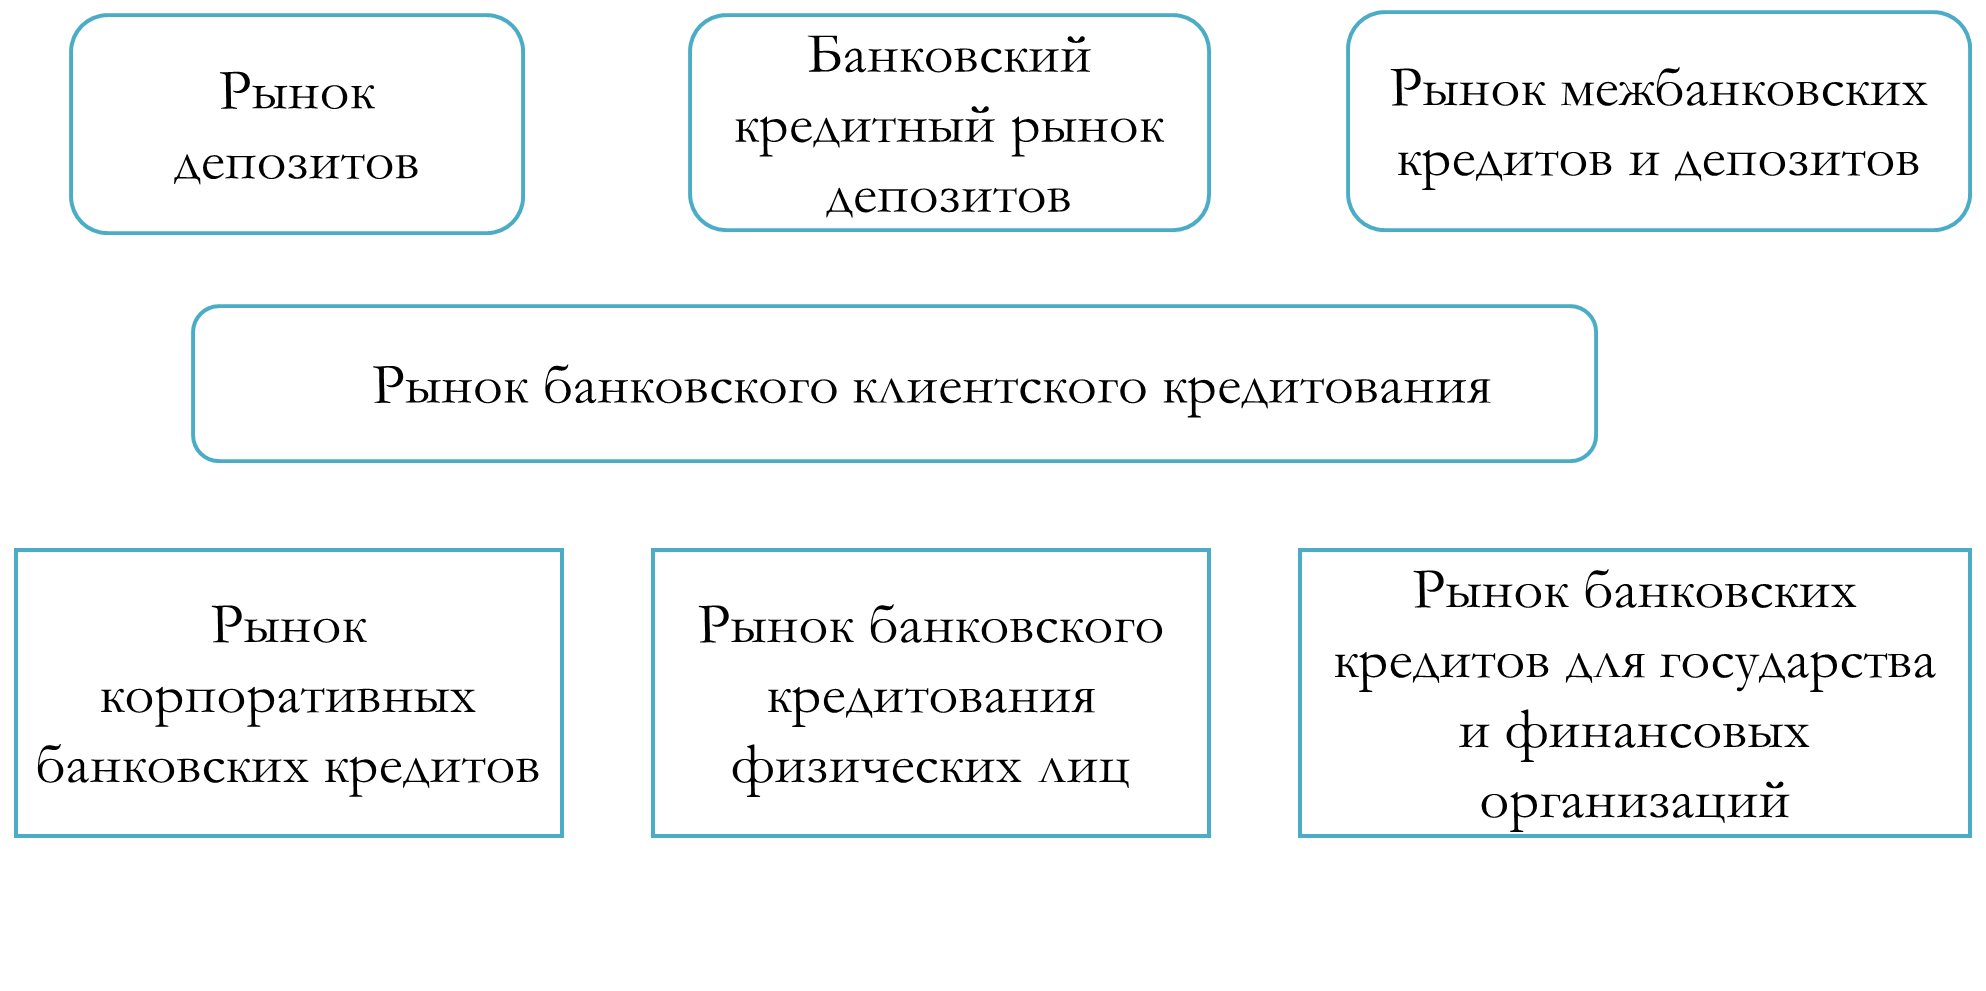 Рынок
депозитов
Банковский
кредитный рынок
депозитов
Рынок межбанковских
кредитов и депозитов
Рынок банковского клиентского кредитования
Рынок
корпоративных
банковских кредитов
Рынок банковского
кредитования
физических лиц
Рынок банковских
кредитов для государства
и финансовых
организаций